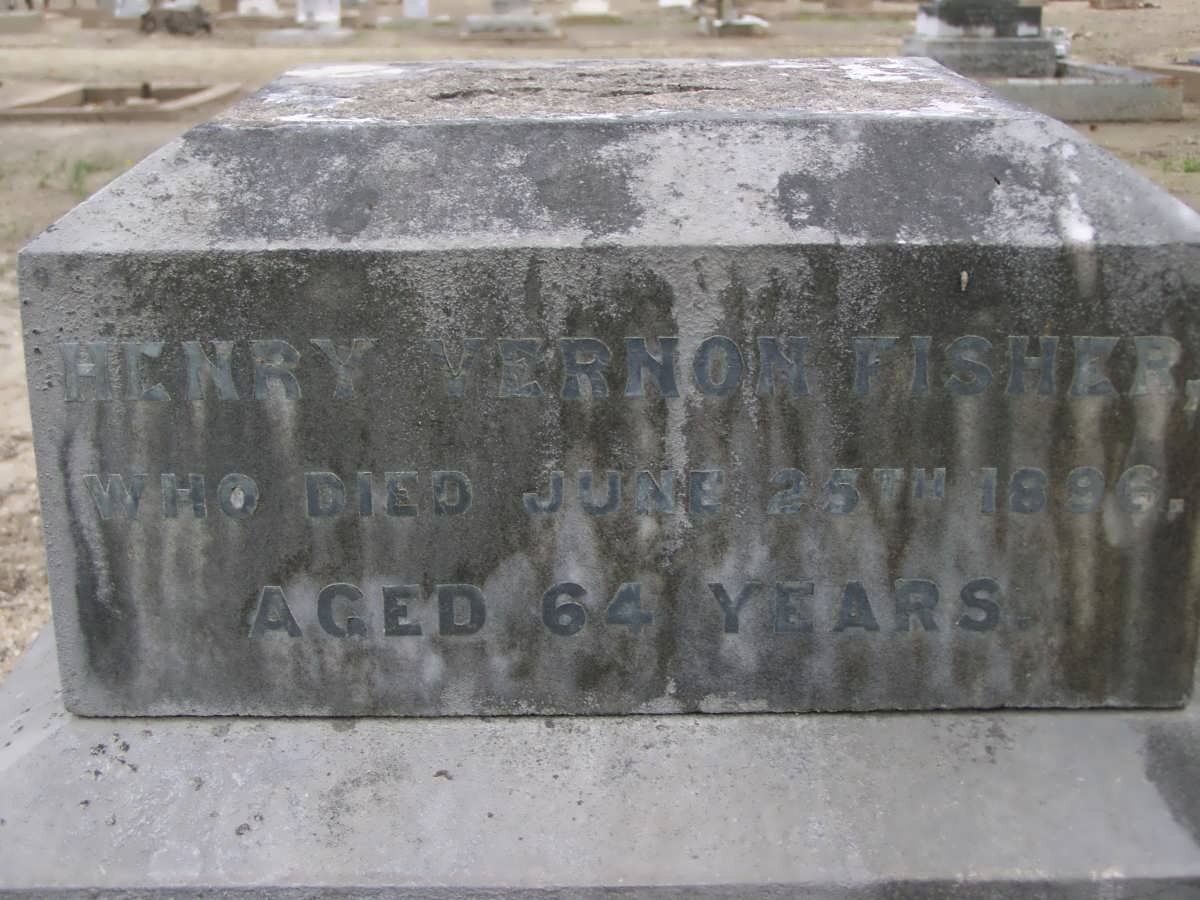 HENRY VERNON FISHER,
WHO DIED JUNE 25TH 1896.
AGED 64 YEARS.